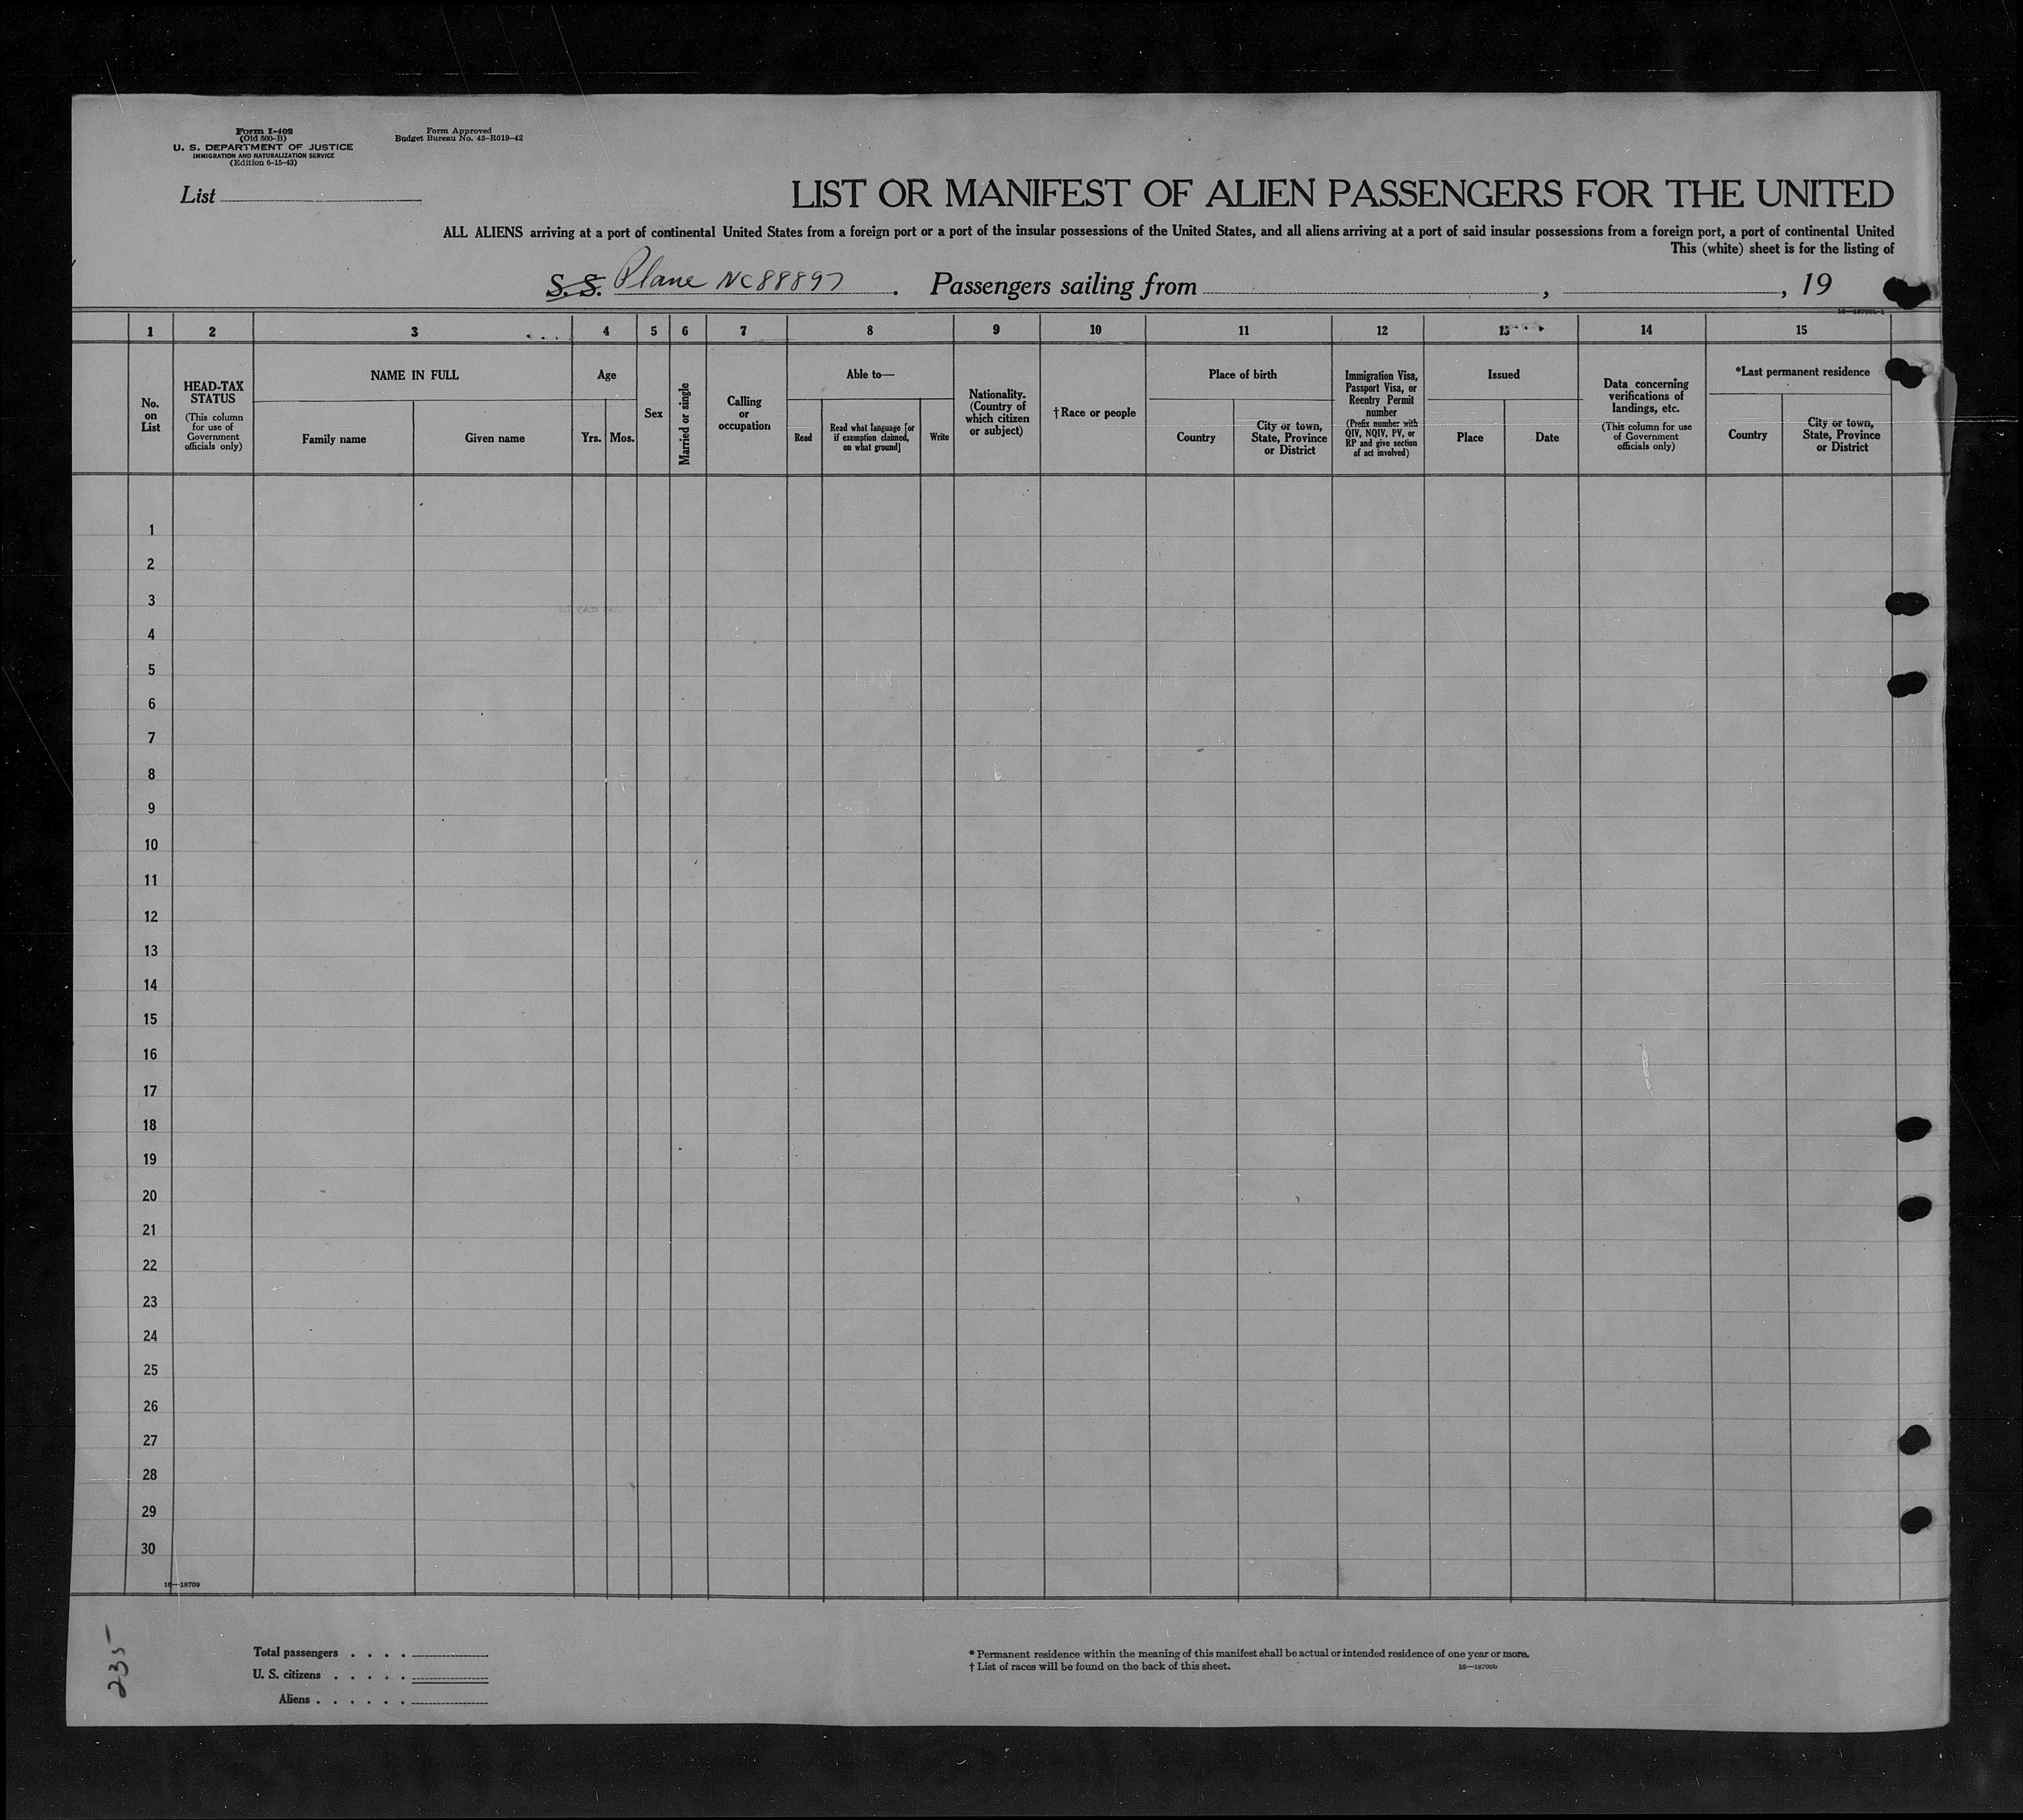 Form I-402
(Old 500-B)
U. S. DEPARTMENT OF JUSTICE
IMMIGRATION AND NATURALIZATION SERVICE
(Edition 6-15-43)
Form Approved
Budget Bureau No. 43-R019-42
List
LIST OR MANIFEST OF ALIEN PASSENGERS FOR THE UNITED
ALL ALIENS arriving at a port of continental United States from a foreign port or a port of the insular possessions of the United States, and all aliens arriving at a port of said insular possessions from a foreign port, a port of continental United
This (white) sheet is for the listing of
S. S. Plane NC88897. Passengers sailing from , , 19
1 2 3 4 5 6 7 8 9 10 11 12 13 14 15
No.
on
List
HEAD-TAX
STATUS
(This column
for use of
Government
officials only)
NAME IN FULL
Family name
Given name
Age
Yrs.
Mos.
Sex
Married or single
Calling
or
occupation
Able to—
Read
Read what language [or
if exemption claimed,
on what ground]
Write
Nationality.
(Country of
which citizen
or subject)
†Race or people
Place of birth
Country
City or town,
State, Province
or District
Immigration Visa,
Passport Visa, or
Reentry Permit
number
(Prefix number with
QIV, NQIV, PV, or
RP and give section
of act involved)
Issued
Place
Date
Data concerning
verifications of
landings, etc.
(This column for use
of Government
officials only)
*Last permanent residence
Country
City or town,
State, Province
or District
1
2
3
4
5
6
7
8
9
10
11
12
13
14
15
16
17
18
19
20
21
22
23
24
25
26
27
28
29
30
16—18709
235
Total passengers . . . .
U. S. citizens . . . . .
Aliens . . . . . .
* Permanent residence within the meaning of this manifest shall be actual or intended residence of one year or more.
† List of races will be found on the back of this sheet.
16—18709b